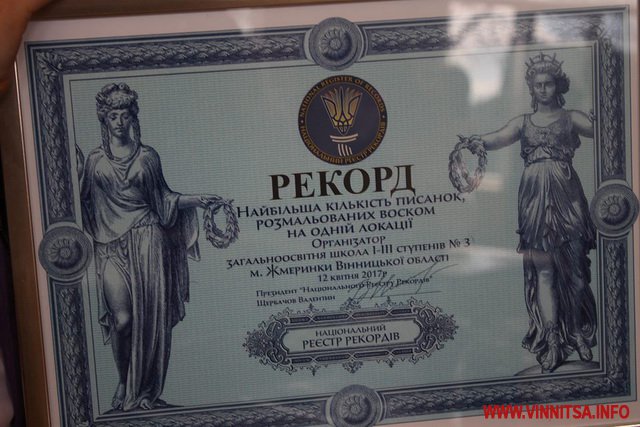 NATIONAL REGISTER OF RECORDS
НАЦІОНАЛЬНИЙ РЕЄСТР РЕКОРДІВ
РЕКОРД
НАЙБІЛЬША КІЛЬКІСТЬ ПИСАНОК,
РОЗМАЛЬОВАНИХ ВОСКОМ
НА ОДНІЙ ЛОКАЦІЇ
ОРГАНІЗАТОР
ЗАГАЛЬНООСВІТНЯ ШКОЛА І-ІІІ СТУПЕНІВ № 3
М. ЖМЕРИНКИ ВІННИЦЬКОЇ ОБЛАСТІ
12 КВІТНЯ 2017Р
Президент "Національного Реєстру Рекордів"
Щербачов Валентин
НАЦІОНАЛЬНИЙ
РЕЄСТР РЕКОРДІВ
WWW.VINNITSA.INFO